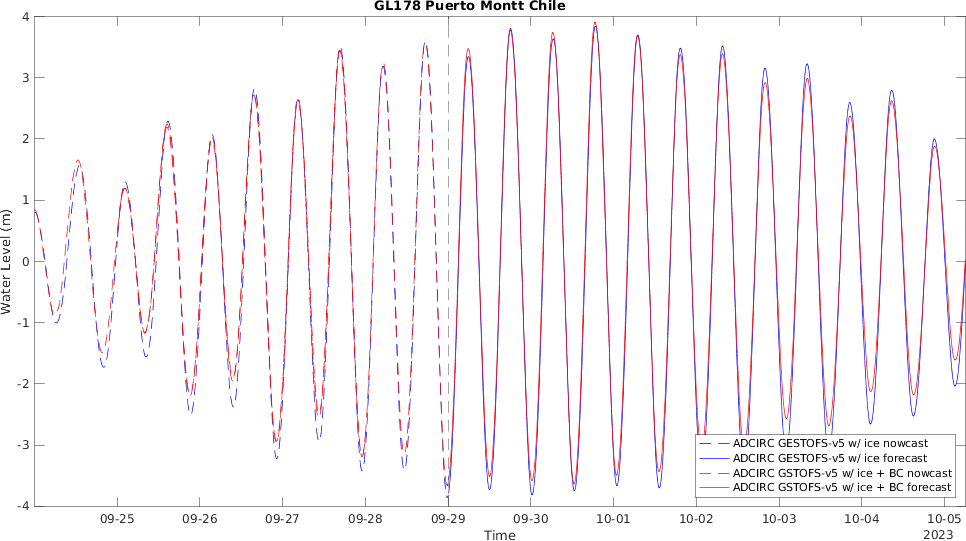 GL178 Puerto Montt Chile
4
3
2
1
0
-1
-2
-3
-4
Water Level (m)
ADCIRC GESTOFS-v5 w/ ice nowcast
ADCIRC GESTOFS-v5 w/ ice forecast
ADCIRC GSTOFS-v5 w/ ice + BC nowcast
ADCIRC GSTOFS-v5 w/ ice + BC forecast
09-25 09-26 09-27 09-28 09-29 09-30 10-01 10-02 10-03 10-04 10-05
Time 2023